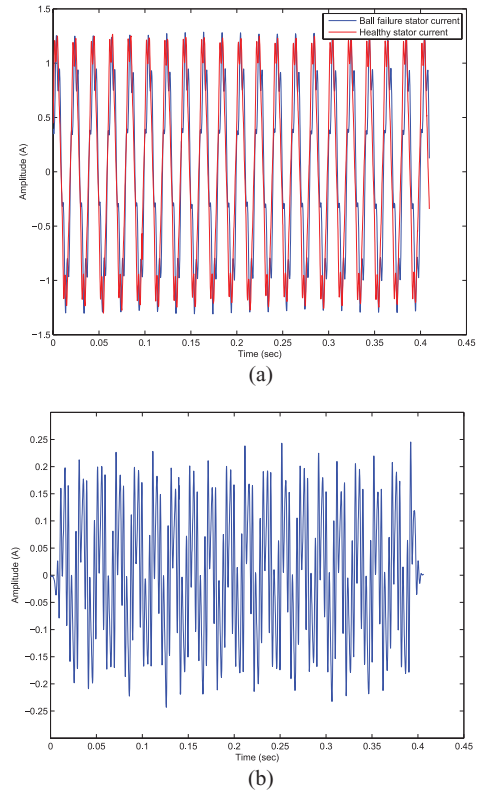 1.5
Ball failure stator current
Healthy stator current
1
0.5
0
−0.5
−1
−1.5
Amplitude (A)
0 0.05 0.1 0.15 0.2 0.25 0.3 0.35 0.4 0.45
Time (sec)
(a)
0.25
0.2
0.15
0.1
0.05
0
−0.05
−0.1
−0.15
−0.2
−0.25
Amplitude (A)
0 0.05 0.1 0.15 0.2 0.25 0.3 0.35 0.4 0.45
Time (sec)
(b)